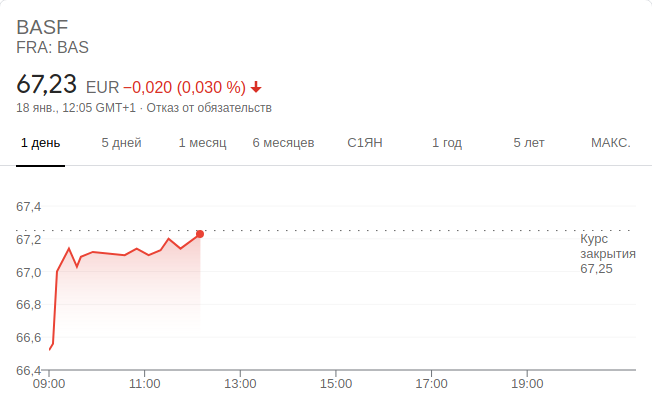 BASF
FRA: BAS
67,23 EUR −0,020 (0,030 %)
18 янв., 12:05 GMT+1 · Отказ от обязательств
1 день 5 дней 1 месяц 6 месяцев С1ЯН 1 год 5 лет МАКС.
67,4
67,2
67,0
66,8
66,6
66,4
Курс
закрытия
67,25
09:00 11:00 13:00 15:00 17:00 19:00